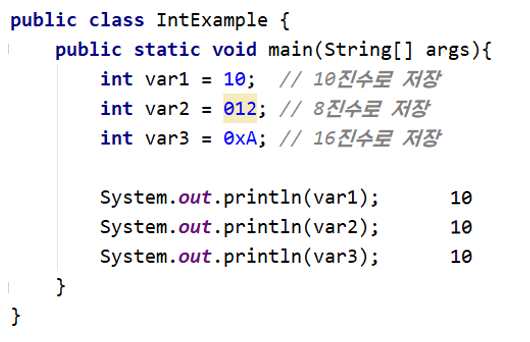 public class IntExample {
public static void main(String[] args){
int var1 = 10;  // 10진수로 저장
int var2 = 012; // 8진수로 저장
int var3 = 0xA; // 16진수로 저장
System.out.println(var1); 10
System.out.println(var2); 10
System.out.println(var3); 10
}
}